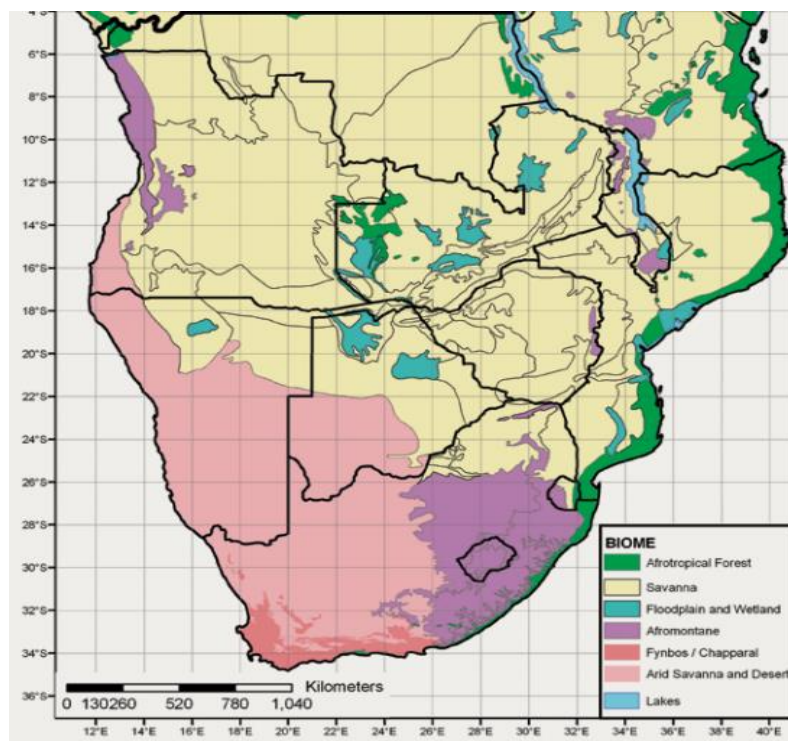 4°S
6°S
8°S
10°S
12°S
14°S
16°S
18°S
20°S
22°S
24°S
26°S
28°S
30°S
32°S
34°S
36°S
BIOME
Afrotropical Forest
Savanna
Floodplain and Wetland
Afromontane
Fynbos / Chapparal
Arid Savanna and Desert
Lakes
Kilometers
0 130260 520 780 1,040
12°E 14°E 16°E 18°E 20°E 22°E 24°E 26°E 28°E 30°E 32°E 34°E 36°E 38°E 40°E